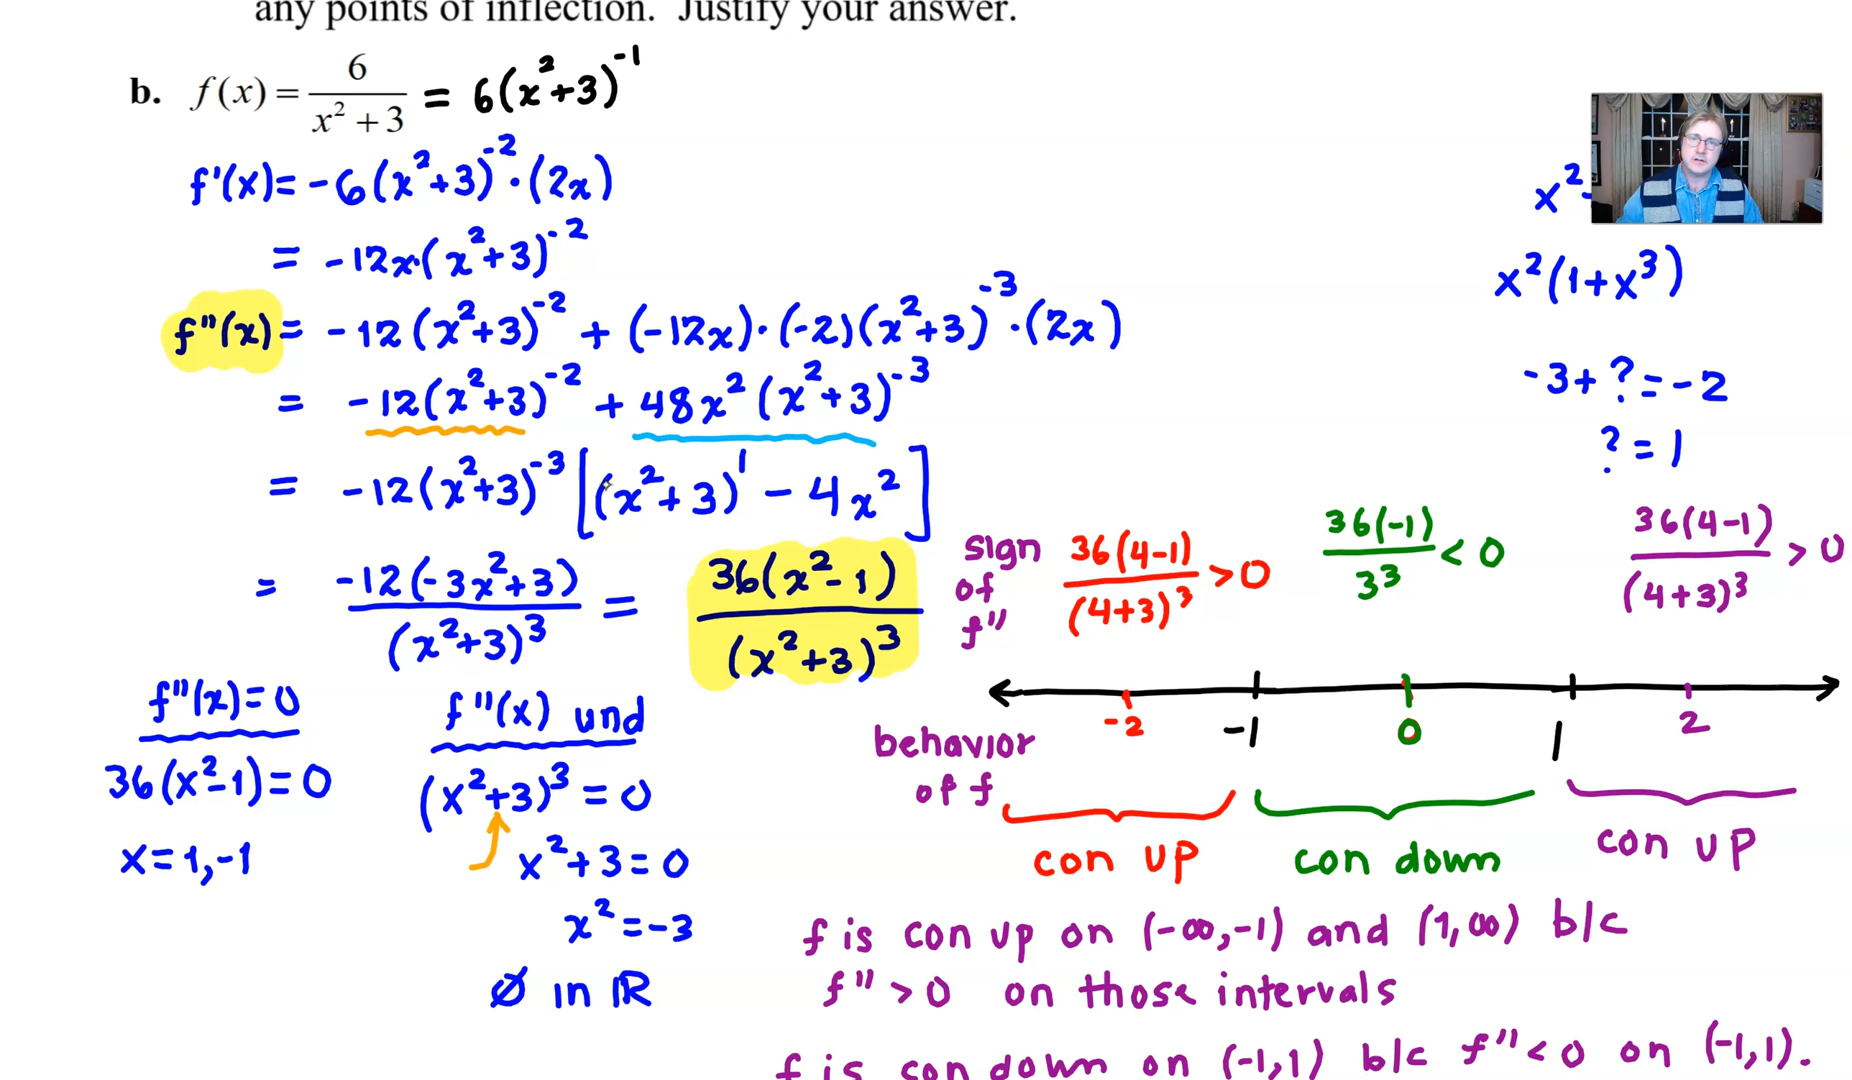 any points of inflection. Justify your answer.
b. f(x) = 6/(x² + 3) = 6(x²+3)⁻¹
f'(x) = -6(x²+3)⁻² · (2x)
= -12x·(x²+3)⁻²
f''(x) = -12(x²+3)⁻² + (-12x)·(-2)(x²+3)⁻³ · (2x)
= -12(x²+3)⁻² + 48x²(x²+3)⁻³
= -12(x²+3)⁻³ [(x²+3)¹ - 4x²]
= -12(-3x²+3)/(x²+3)³ = 36(x²-1)/(x²+3)³
x²
x²(1+x³)
-3+?=-2
?=1
f''(x)=0
36(x²-1)=0
x=1,-1
f''(x) und
(x²+3)³=0
x²+3=0
x²=-3
∅ in ℝ
sign of f''
36(4-1)/(4+3)³ > 0
36(-1)/3³ < 0
36(4-1)/(4+3)³ > 0
-2 -1 0 1 2
behavior of f
con up con down con up
f is con up on (-∞,-1) and (1,∞) b/c
f''>0 on those intervals
f is con down on (-1,1) b/c f''<0 on (-1,1).